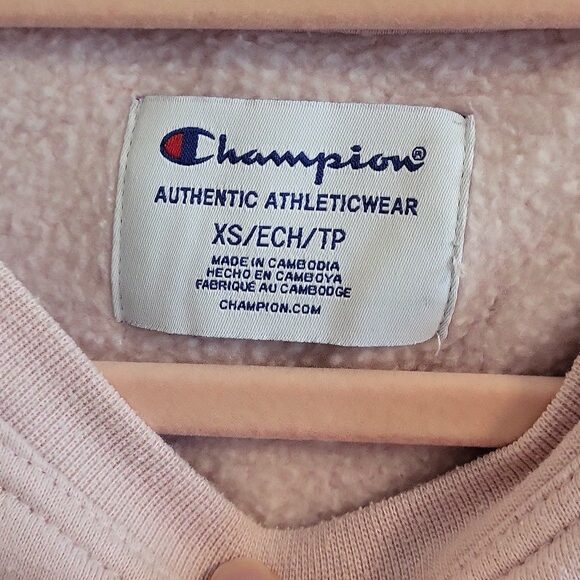 Champion®
AUTHENTIC ATHLETICWEAR
XS/ECH/TP
MADE IN CAMBODIA
HECHO EN CAMBOYA
FABRIQUÉ AU CAMBODGE
CHAMPION.COM